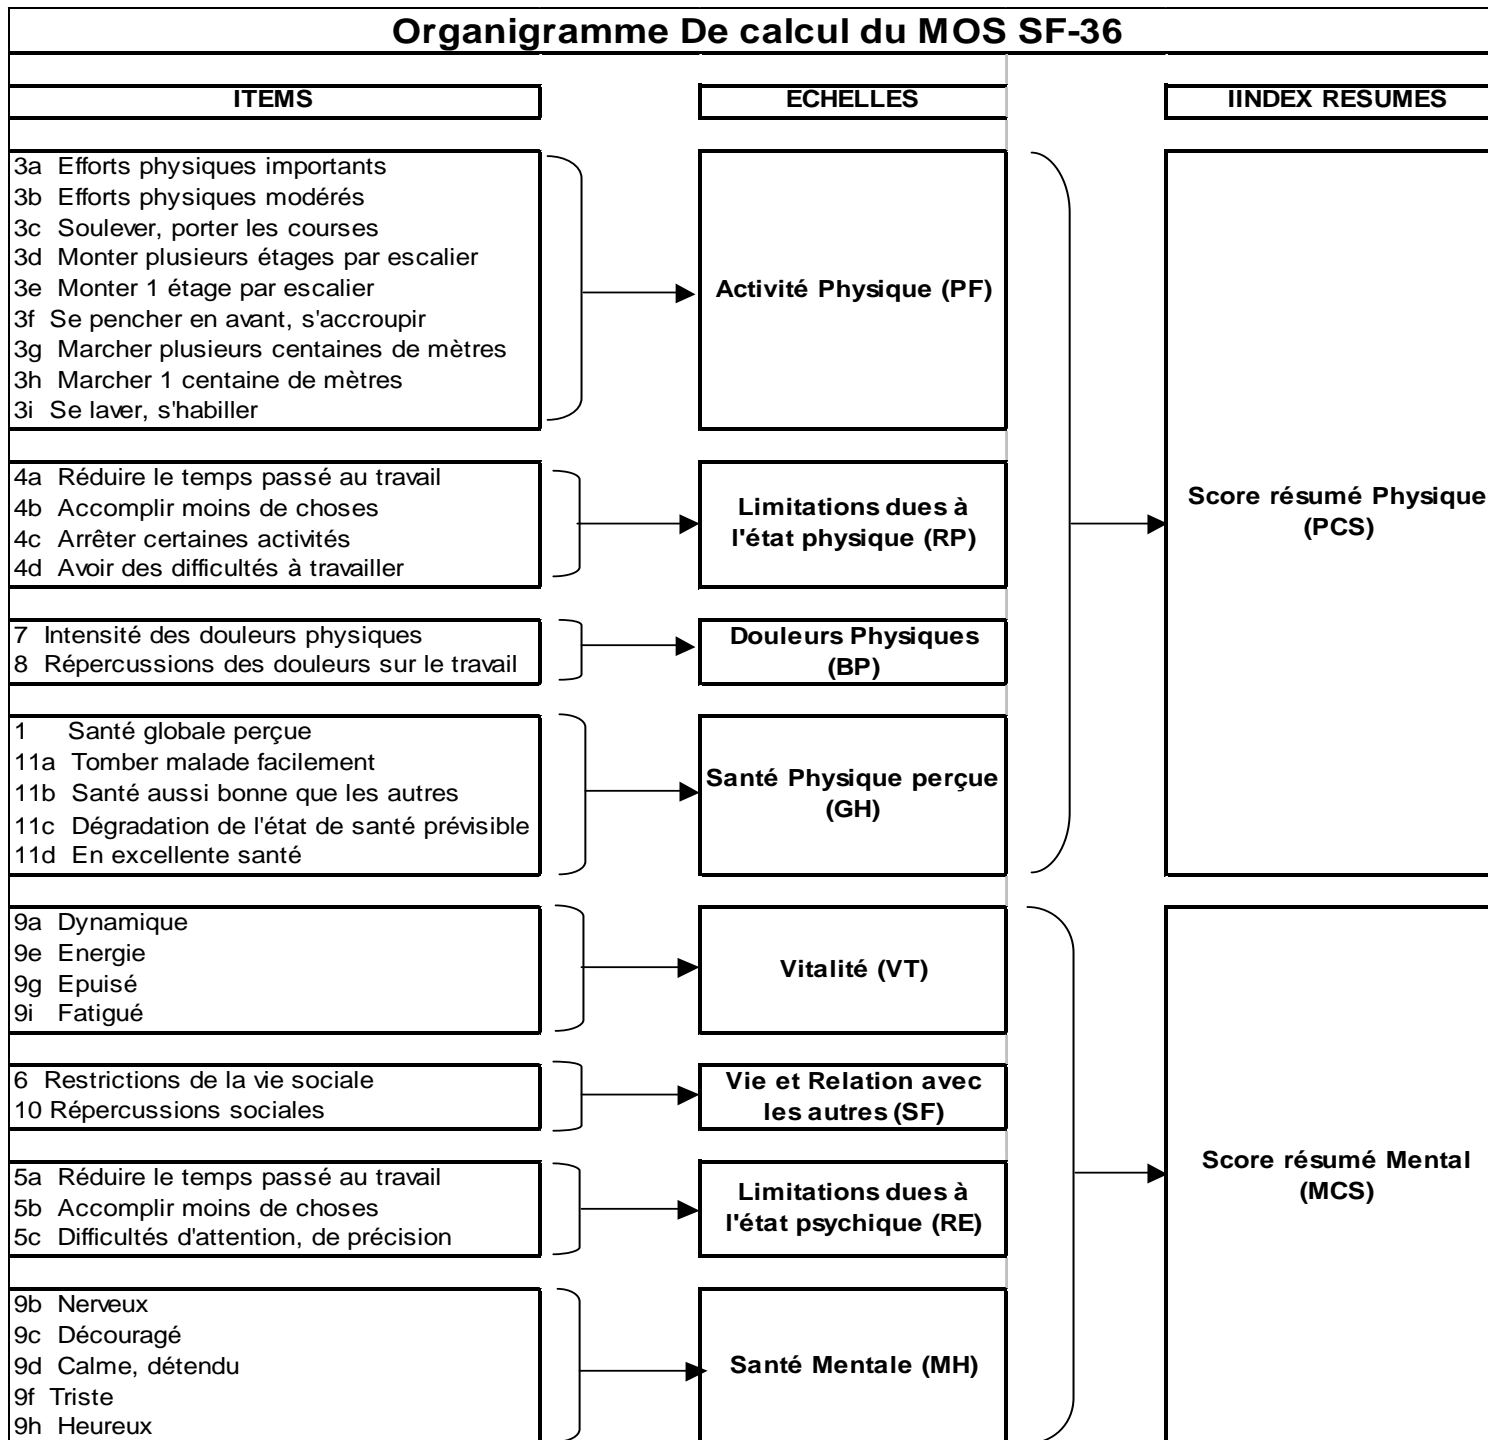 Organigramme De calcul du MOS SF-36
ITEMS
ECHELLES
IINDEX RESUMES
3a Efforts physiques importants
3b Efforts physiques modérés
3c Soulever, porter les courses
3d Monter plusieurs étages par escalier
3e Monter 1 étage par escalier
3f Se pencher en avant, s'accroupir
3g Marcher plusieurs centaines de mètres
3h Marcher 1 centaine de mètres
3i Se laver, s'habiller
Activité Physique (PF)
4a Réduire le temps passé au travail
4b Accomplir moins de choses
4c Arrêter certaines activités
4d Avoir des difficultés à travailler
Limitations dues à
l'état physique (RP)
7 Intensité des douleurs physiques
8 Répercussions des douleurs sur le travail
Douleurs Physiques
(BP)
1 Santé globale perçue
11a Tomber malade facilement
11b Santé aussi bonne que les autres
11c Dégradation de l'état de santé prévisible
11d En excellente santé
Santé Physique perçue
(GH)
Score résumé Physique
(PCS)
9a Dynamique
9e Energie
9g Epuisé
9i Fatigué
Vitalité (VT)
6 Restrictions de la vie sociale
10 Répercussions sociales
Vie et Relation avec
les autres (SF)
5a Réduire le temps passé au travail
5b Accomplir moins de choses
5c Difficultés d'attention, de précision
Limitations dues à
l'état psychique (RE)
9b Nerveux
9c Découragé
9d Calme, détendu
9f Triste
9h Heureux
Santé Mentale (MH)
Score résumé Mental
(MCS)